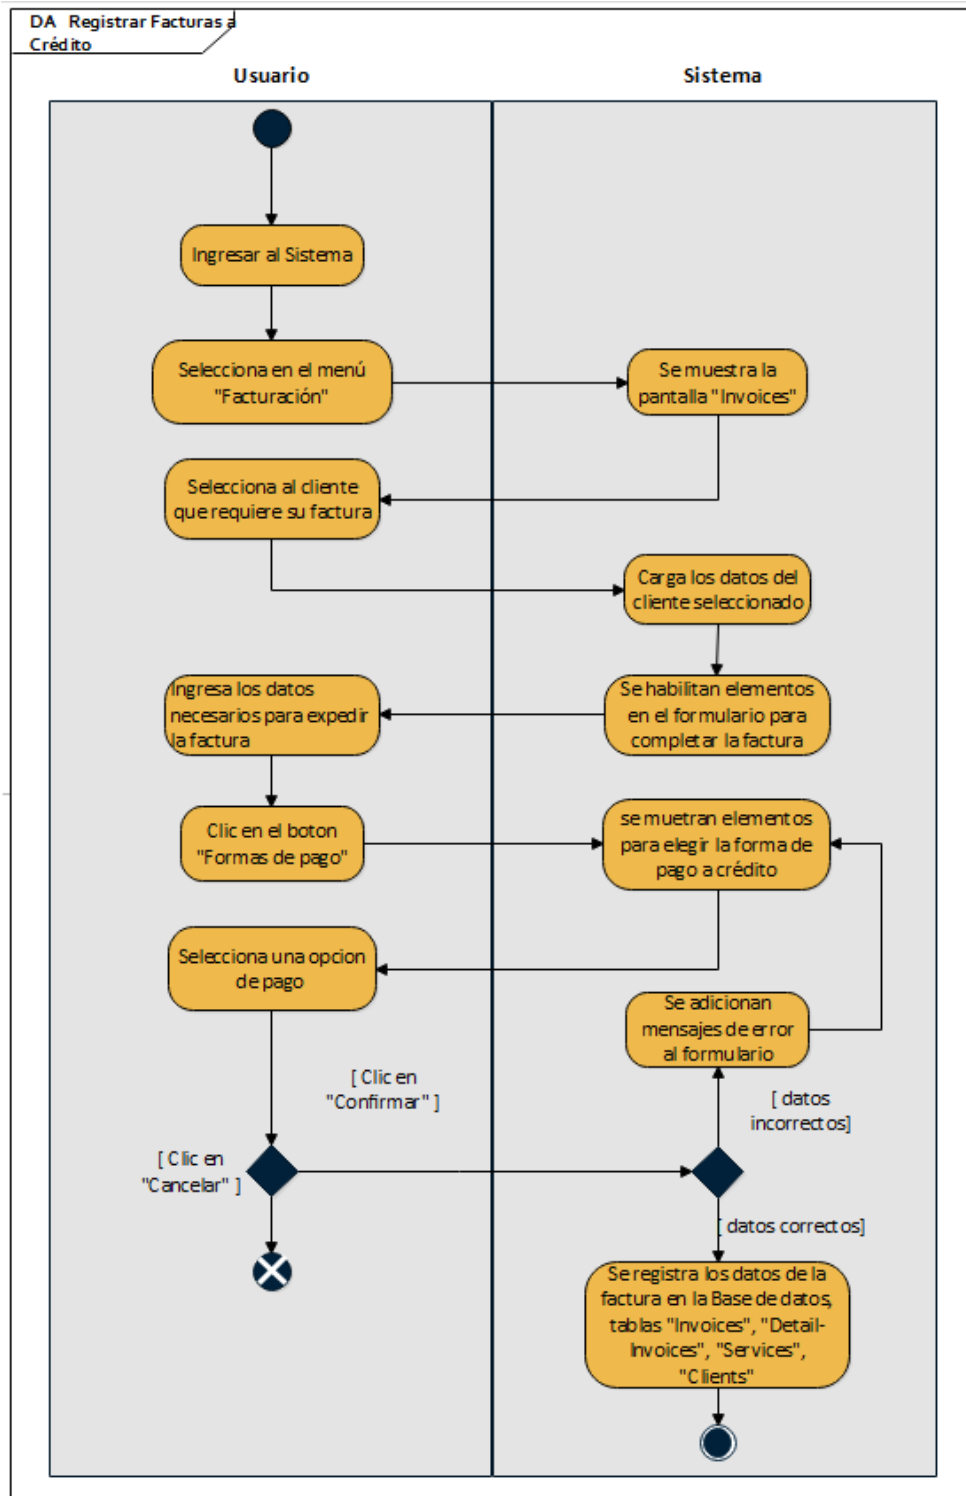 DA Registrar Facturas a
Crédito
Usuario
Sistema
Ingresar al Sistema
Selecciona en el menú
"Facturación"
Se muestra la
pantalla "Invoices"
Selecciona al cliente
que requiere su factura
Carga los datos del
cliente seleccionado
Se habilitan elementos
en el formulario para
completar la factura
Ingresa los datos
necesarios para expedir
la factura
Clic en el boton
"Formas de pago"
se muetran elementos
para elegir la forma de
pago a crédito
Selecciona una opcion
de pago
Se adicionan
mensajes de error
al formulario
[ Clic en
"Confirmar" ]
[ datos
incorrectos]
[ Clic en
"Cancelar" ]
[ datos correctos]
Se registra los datos de la
factura en la Base de datos,
tablas "Invoices", "Detail-
Invoices", "Services",
"Clients"